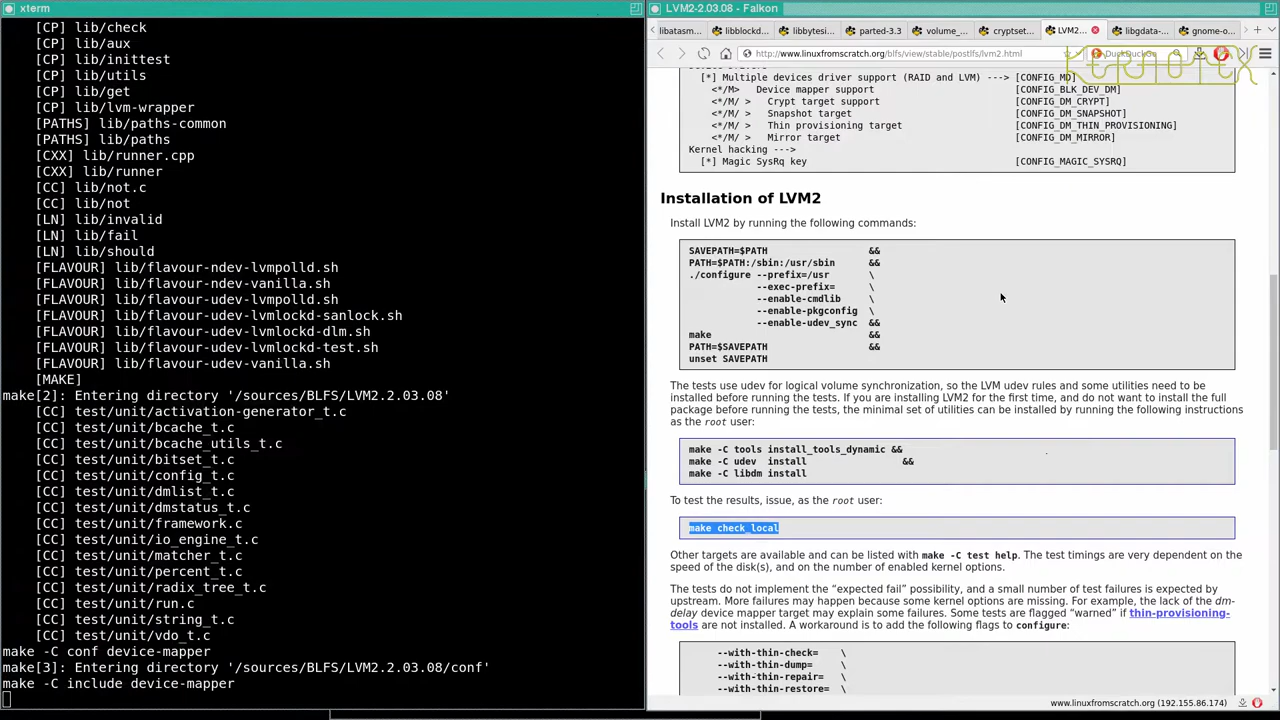 xterm
[CP] lib/check
[CP] lib/aux
[CP] lib/inittest
[CP] lib/utils
[CP] lib/get
[CP] lib/lvm-wrapper
[PATHS] lib/paths-common
[PATHS] lib/paths
[CXX] lib/runner.cpp
[CXX] lib/runner
[CC] lib/not.c
[CC] lib/not
[LN] lib/invalid
[LN] lib/fail
[LN] lib/should
[FLAVOUR] lib/flavour-ndev-lvmpolld.sh
[FLAVOUR] lib/flavour-ndev-vanilla.sh
[FLAVOUR] lib/flavour-udev-lvmpolld.sh
[FLAVOUR] lib/flavour-udev-lvmlockd-sanlock.sh
[FLAVOUR] lib/flavour-udev-lvmlockd-dlm.sh
[FLAVOUR] lib/flavour-udev-lvmlockd-test.sh
[FLAVOUR] lib/flavour-udev-vanilla.sh
[MAKE]
make[2]: Entering directory '/sources/BLFS/LVM2.2.03.08'
[CC] test/unit/activation-generator_t.c
[CC] test/unit/bcache_t.c
[CC] test/unit/bcache_utils_t.c
[CC] test/unit/bitset_t.c
[CC] test/unit/config_t.c
[CC] test/unit/dmlist_t.c
[CC] test/unit/dmstatus_t.c
[CC] test/unit/framework.c
[CC] test/unit/io_engine_t.c
[CC] test/unit/matcher_t.c
[CC] test/unit/percent_t.c
[CC] test/unit/radix_tree_t.c
[CC] test/unit/run.c
[CC] test/unit/string_t.c
[CC] test/unit/vdo_t.c
make -C conf device-mapper
make[3]: Entering directory '/sources/BLFS/LVM2.2.03.08/conf'
make -C include device-mapper
LVM2-2.03.08 - Falkon
libatasm... libblockd... libbytesi... parted-3.3 volume_... cryptset... LVM2... libgdata-... gnome-o...
http://www.linuxfromscratch.org/blfs/view/stable/postlfs/lvm2.html DuckDuckGo
KERNOTEX
[*] Multiple devices driver support (RAID and LVM) ---> [CONFIG_MD]
<*/M> Device mapper support [CONFIG_BLK_DEV_DM]
<*/M/ > Crypt target support [CONFIG_DM_CRYPT]
<*/M/ > Snapshot target [CONFIG_DM_SNAPSHOT]
<*/M/ > Thin provisioning target [CONFIG_DM_THIN_PROVISIONING]
<*/M/ > Mirror target [CONFIG_DM_MIRROR]
Kernel hacking --->
[*] Magic SysRq key [CONFIG_MAGIC_SYSRQ]
Installation of LVM2
Install LVM2 by running the following commands:
SAVEPATH=$PATH &&
PATH=$PATH:/sbin:/usr/sbin &&
./configure --prefix=/usr \
--exec-prefix= \
--enable-cmdlib \
--enable-pkgconfig \
--enable-udev_sync &&
make &&
PATH=$SAVEPATH &&
unset SAVEPATH
The tests use udev for logical volume synchronization, so the LVM udev rules and some utilities need to be
installed before running the tests. If you are installing LVM2 for the first time, and do not want to install the full
package before running the tests, the minimal set of utilities can be installed by running the following instructions
as the root user:
make -C tools install_tools_dynamic &&
make -C udev install &&
make -C libdm install
To test the results, issue, as the root user:
make check_local
Other targets are available and can be listed with make -C test help. The test timings are very dependent on the
speed of the disk(s), and on the number of enabled kernel options.
The tests do not implement the “expected fail” possibility, and a small number of test failures is expected by
upstream. More failures may happen because some kernel options are missing. For example, the lack of the dm-
delay device mapper target may explain some failures. Some tests are flagged “warned” if thin-provisioning-
tools are not installed. A workaround is to add the following flags to configure:
--with-thin-check= \
--with-thin-dump= \
--with-thin-repair= \
--with-thin-restore= \
www.linuxfromscratch.org (192.155.86.174)